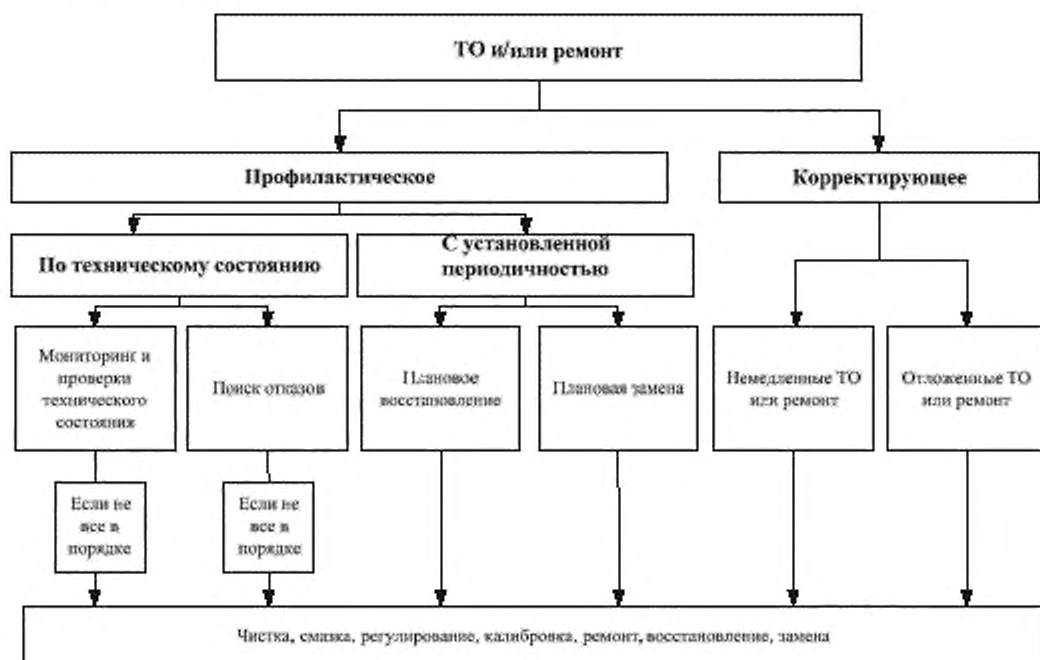 ТО и/или ремонт
Профилактическое
Корректирующее
По техническому состоянию
С установленной
периодичностью
Мониторинг и
проверки
технического
состояния
Поиск отказов
Плановое
восстановление
Плановая замена
Немедленные ТО
или ремонт
Отложенные ТО
или ремонт
Если не
все в
порядке
Если не
все в
порядке
Чистка, смазка, регулирование, калибровка, ремонт, восстановление, замена